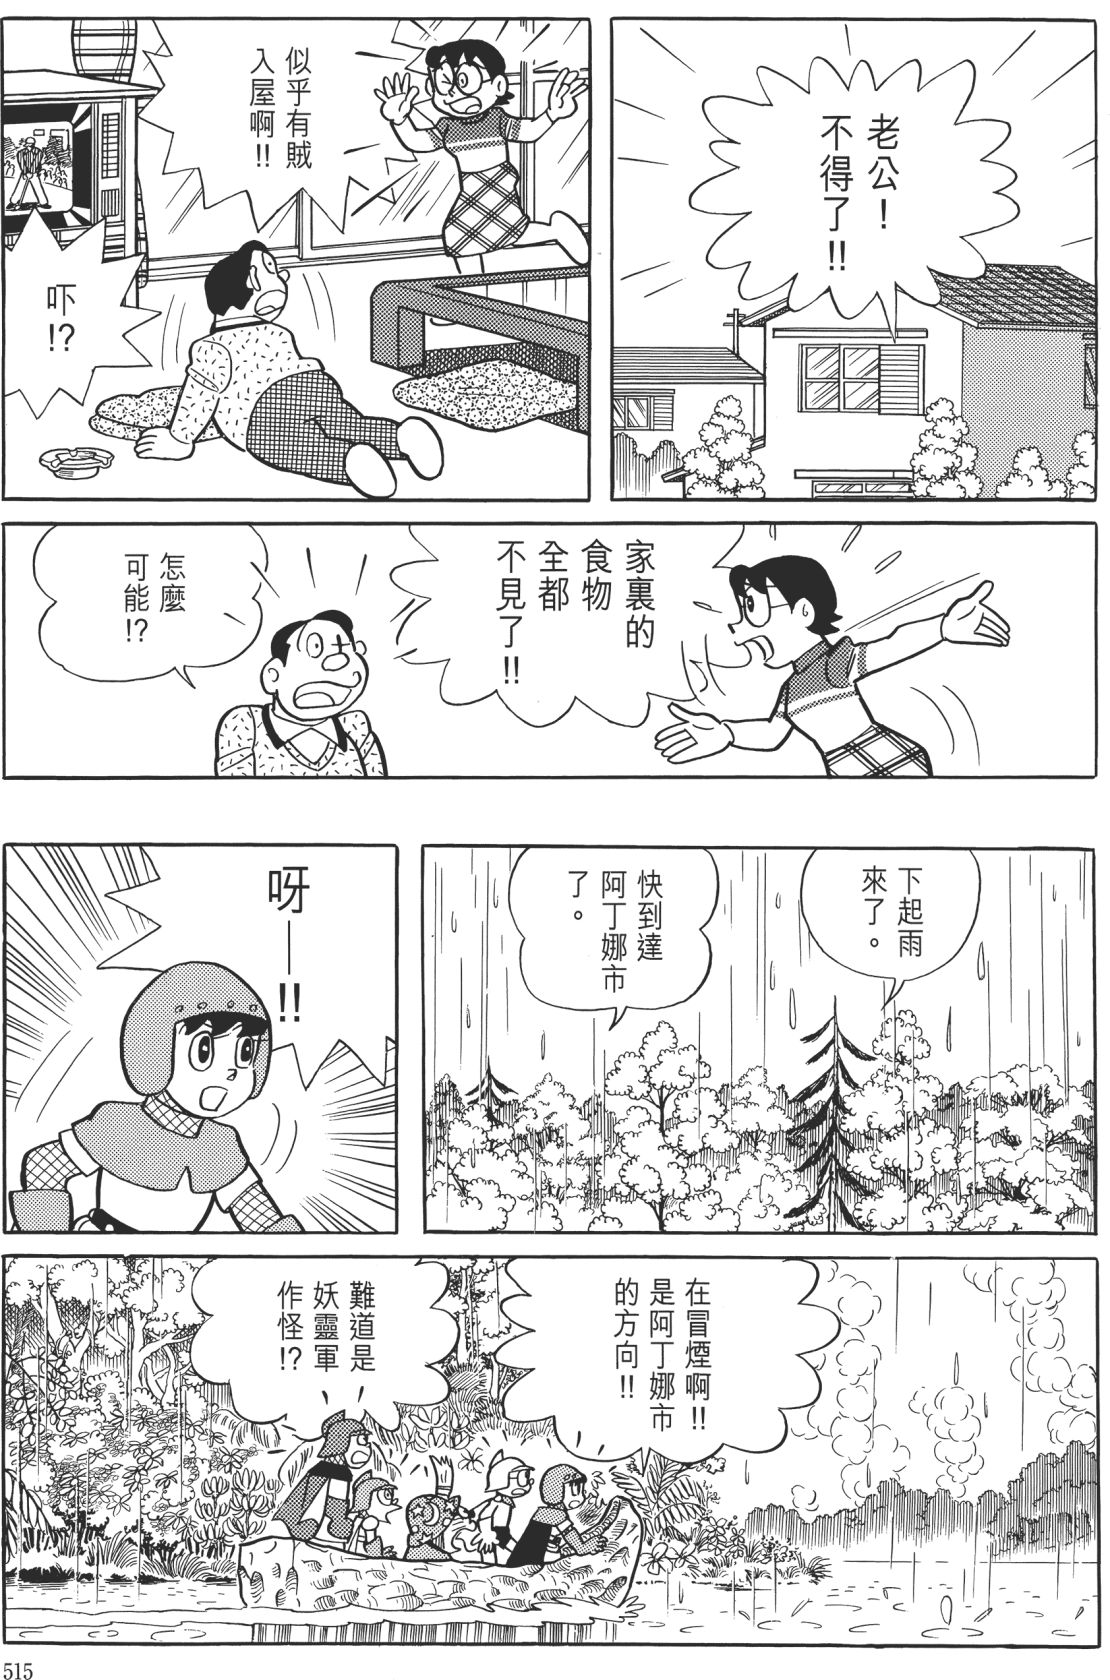 老公！
不得了!!
似乎有賊
入屋啊!!
吓
!?
家裏的
食物
全都
不見了!!
怎麼
可能!?
下起雨
來了。
快到達
阿丁娜市
了。
呀—!!
在冒煙啊!!
是阿丁娜市
的方向!!
難道是
妖靈軍
作怪!?
515